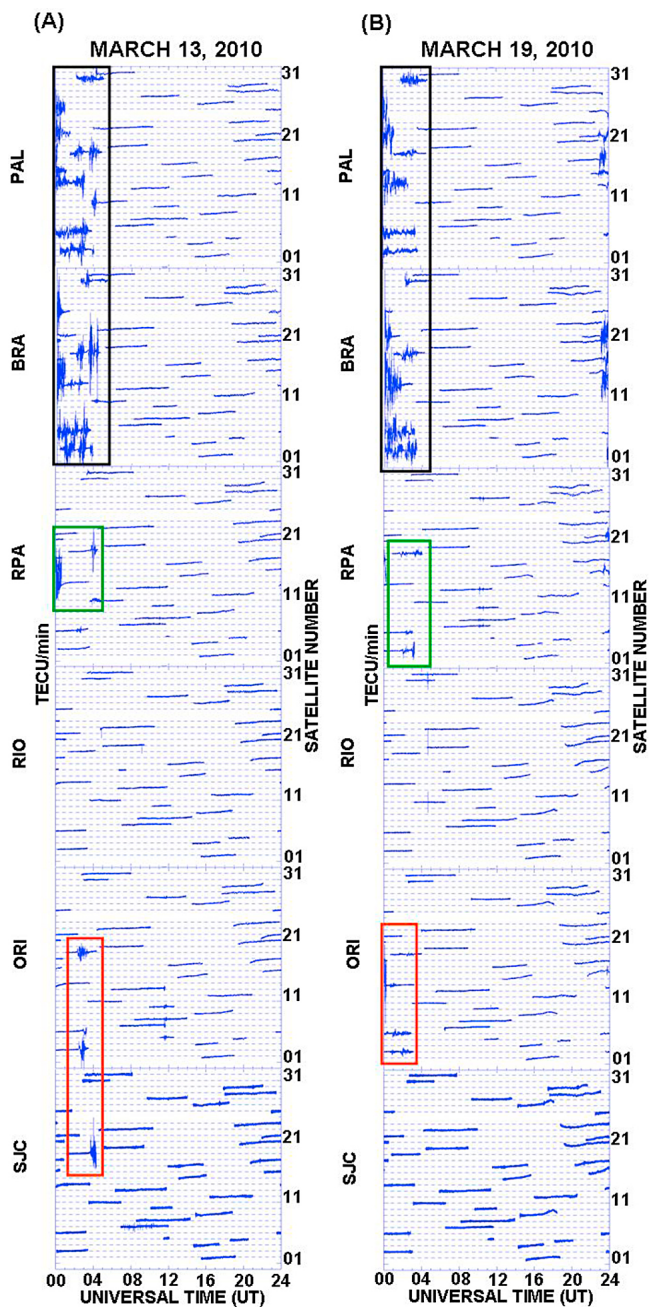 (A)
MARCH 13, 2010
(B)
MARCH 19, 2010
PAL
31
21
11
01
BRA
31
21
11
01
RPA
31
21
11
01
RIO
31
21
11
01
ORI
31
21
11
01
SJC
31
21
11
01
TECU/min
SATELLITE NUMBER
00 04 08 12 16 20 24
UNIVERSAL TIME (UT)
PAL
31
21
11
01
BRA
31
21
11
01
RPA
31
21
11
01
RIO
31
21
11
01
ORI
31
21
11
01
SJC
31
21
11
01
TECU/min
SATELLITE NUMBER
00 04 08 12 16 20 24
UNIVERSAL TIME (UT)